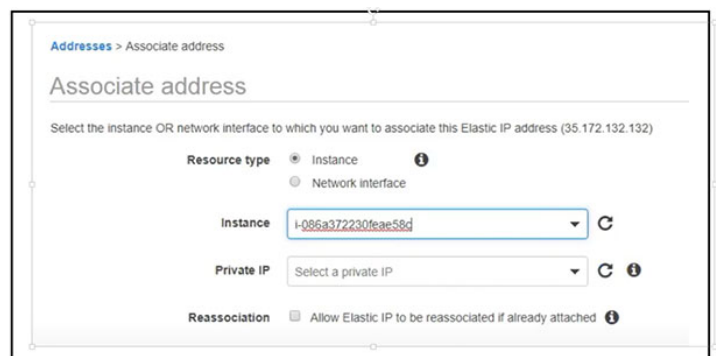 Addresses > Associate address
Associate address
Select the instance OR network interface to which you want to associate this Elastic IP address (35.172.132.132)
Resource type Instance
Network interface
Instance i-086a372230feae58d
Private IP Select a private IP
Reassociation Allow Elastic IP to be reassociated if already attached